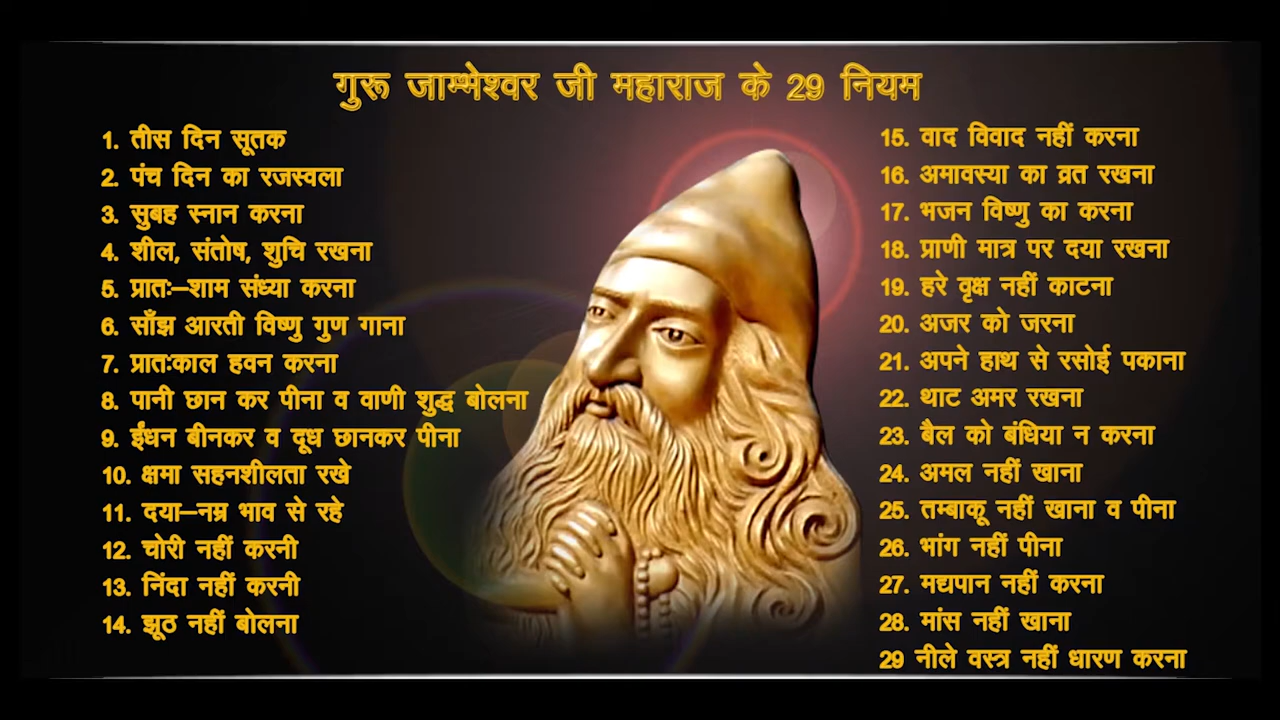 गुरू जाम्भेश्वर जी महाराज के 29 नियम
1. तीस दिन सूतक
2. पंच दिन का रजस्वला
3. सुबह स्नान करना
4. शील, संतोष, शुचि रखना
5. प्रातः–शाम संध्या करना
6. साँझ आरती विष्णु गुण गाना
7. प्रातःकाल हवन करना
8. पानी छान कर पीना व वाणी शुद्ध बोलना
9. ईंधन बीनकर व दूध छानकर पीना
10. क्षमा सहनशीलता रखे
11. दया–नम्र भाव से रहे
12. चोरी नहीं करनी
13. निंदा नहीं करनी
14. झूठ नहीं बोलना
15. वाद विवाद नहीं करना
16. अमावस्या का व्रत रखना
17. भजन विष्णु का करना
18. प्राणी मात्र पर दया रखना
19. हरे वृक्ष नहीं काटना
20. अजर को जरना
21. अपने हाथ से रसोई पकाना
22. थाट अमर रखना
23. बैल को बंधिया न करना
24. अमल नहीं खाना
25. तम्बाकू नहीं खाना व पीना
26. भांग नहीं पीना
27. मद्यपान नहीं करना
28. मांस नहीं खाना
29 नीले वस्त्र नहीं धारण करना